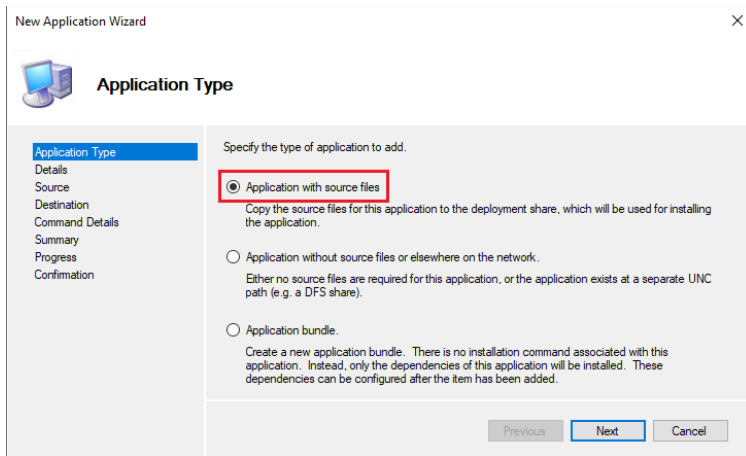 New Application Wizard
Application Type
Application Type
Details
Source
Destination
Command Details
Summary
Progress
Confirmation
Specify the type of application to add.
Application with source files
Copy the source files for this application to the deployment share, which will be used for installing
the application.
Application without source files or elsewhere on the network.
Either no source files are required for this application, or the application exists at a separate UNC
path (e.g. a DFS share).
Application bundle.
Create a new application bundle.  There is no installation command associated with this
application.  Instead, only the dependencies of this application will be installed.  These
dependencies can be configured after the item has been added.
Previous
Next
Cancel